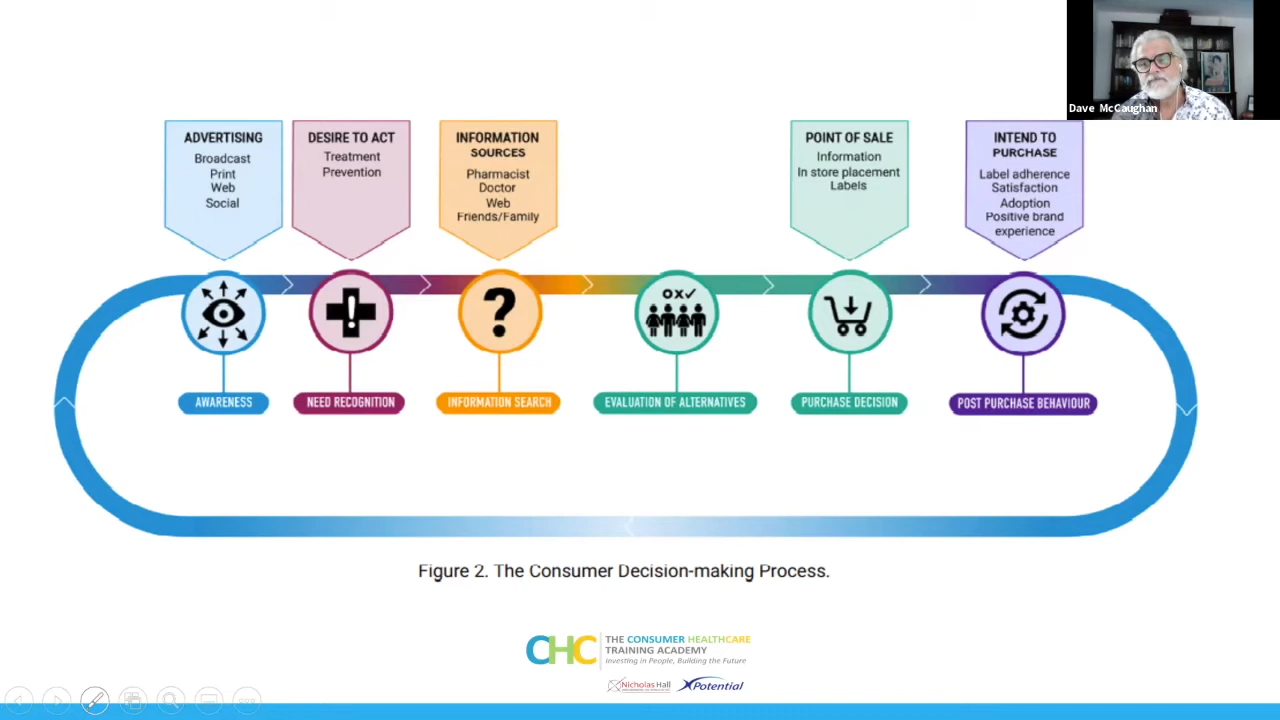 Dave McCaughan
ADVERTISING
Broadcast
Print
Web
Social
DESIRE TO ACT
Treatment
Prevention
INFORMATION
SOURCES
Pharmacist
Doctor
Web
Friends/Family
POINT OF SALE
Information
In store placement
Labels
INTEND TO
PURCHASE
Label adherence
Satisfaction
Adoption
Positive brand
experience
AWARENESS
NEED RECOGNITION
INFORMATION SEARCH
EVALUATION OF ALTERNATIVES
PURCHASE DECISION
POST PURCHASE BEHAVIOUR
Figure 2. The Consumer Decision-making Process.
CHC
THE CONSUMER HEALTHCARE
TRAINING ACADEMY
Investing in People, Building the Future
Nicholas Hall
XPotential